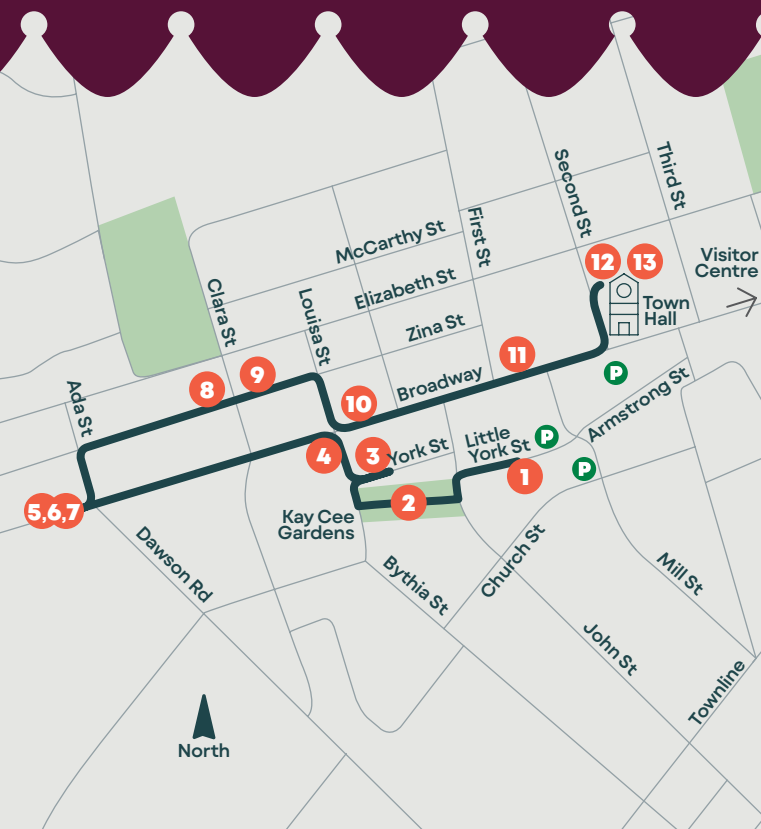 Second St
Third St
McCarthy St
First St
Elizabeth St
Clara St
Louisa St
Zina St
12
13
Visitor
Centre
Town
Hall
11
P
9
8
Broadway
10
Ada St
Armstrong St
Little
York St
P
4
3
York St
1
P
2
5,6,7
Kay Cee
Gardens
Dawson Rd
Bythia St
Church St
Mill St
John St
Townline
North